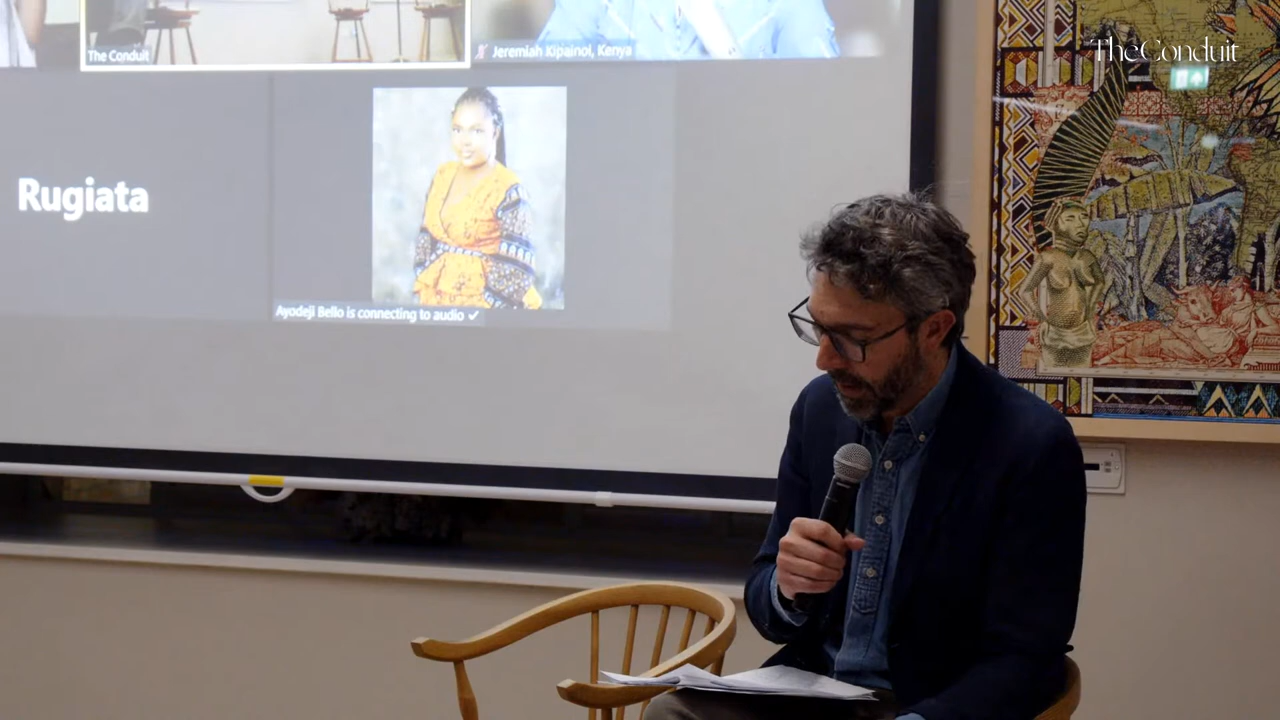 The Conduit
Jeremiah Kipainoi, Kenya
TheConduit
Rugiata
Ayodeji Bello is connecting to audio ✓